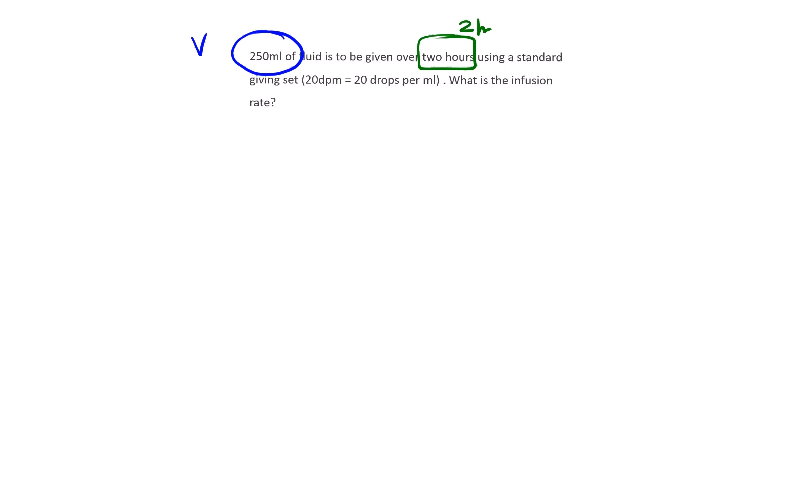 2h
V
250ml of fluid is to be given over two hours using a standard
giving set (20dpm = 20 drops per ml) . What is the infusion
rate?